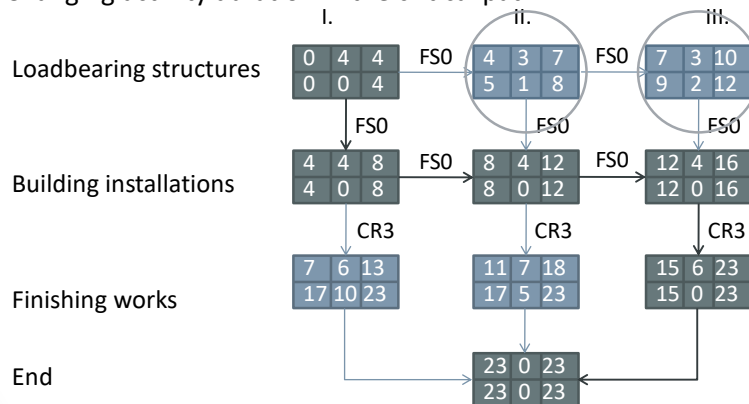 Changing activity duration
I.
II.
III.
Loadbearing structures
0 4 4
0 0 4
FS0
4 3 7
5 1 8
FS0
7 3 10
9 2 12
FS0
FS0
FS0
Building installations
4 4 8
4 0 8
FS0
8 4 12
8 0 12
FS0
12 4 16
12 0 16
CR3
CR3
CR3
Finishing works
7 6 13
17 10 23
11 7 18
17 5 23
15 6 23
15 0 23
End
23 0 23
23 0 23